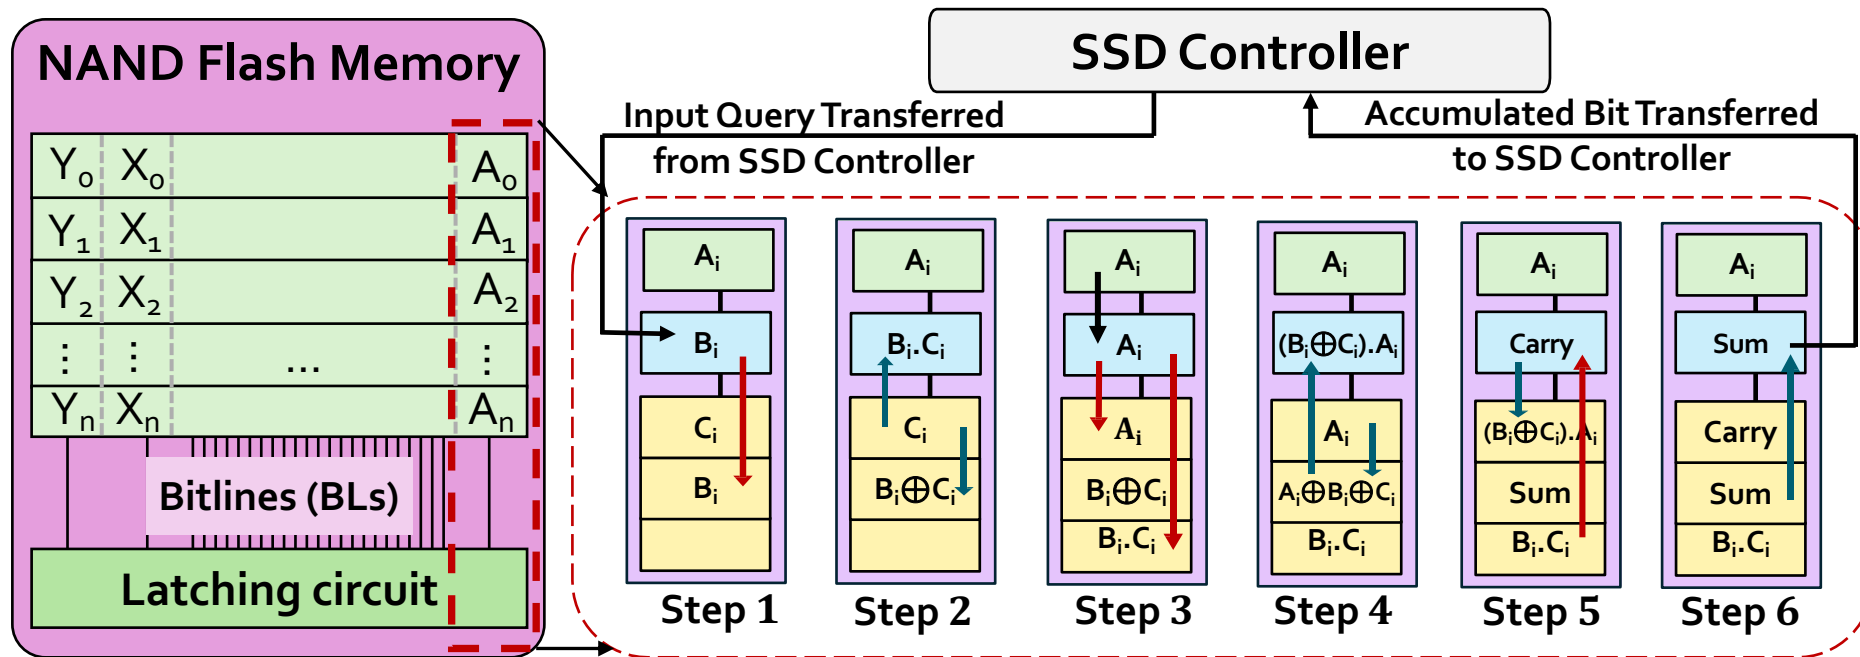 NAND Flash Memory
Y₀ X₀ A₀
Y₁ X₁ A₁
Y₂ X₂ A₂
⋮ ⋮ ... ⋮
Yₙ Xₙ Aₙ
Bitlines (BLs)
Latching circuit
SSD Controller
Input Query Transferred
from SSD Controller
Accumulated Bit Transferred
to SSD Controller
Aᵢ
Bᵢ
Cᵢ
Bᵢ
Step 1
Aᵢ
Bᵢ.Cᵢ
Cᵢ
Bᵢ⊕Cᵢ
Step 2
Aᵢ
Aᵢ
Aᵢ
Bᵢ⊕Cᵢ
Bᵢ.Cᵢ
Step 3
Aᵢ
(Bᵢ⊕Cᵢ).Aᵢ
Aᵢ
Aᵢ⊕Bᵢ⊕Cᵢ
Bᵢ.Cᵢ
Step 4
Aᵢ
Carry
(Bᵢ⊕Cᵢ).Aᵢ
Sum
Bᵢ.Cᵢ
Step 5
Aᵢ
Sum
Carry
Sum
Bᵢ.Cᵢ
Step 6